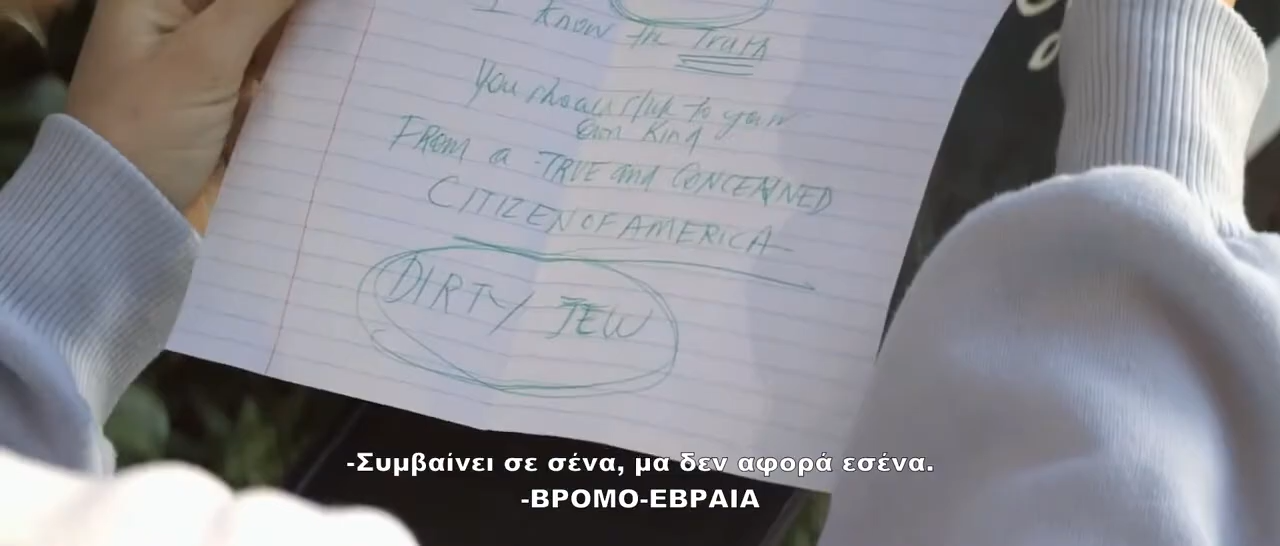 I know the Truth
You should stick to your
own kind
FROM a TRUE and CONCERNED
CITIZEN OF AMERICA
DIRTY JEW
-Συμβαίνει σε σένα, μα δεν αφορά εσένα.
-ΒΡΟΜΟ-ΕΒΡΑΙΑ